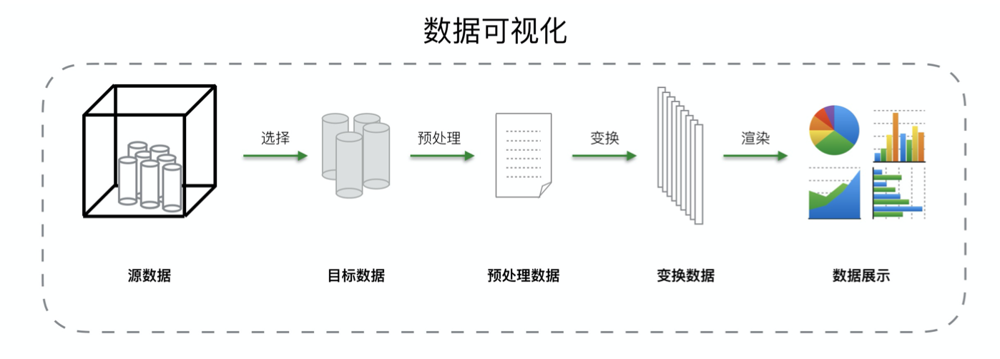 数据可视化
选择
预处理
变换
渲染
源数据
目标数据
预处理数据
变换数据
数据展示